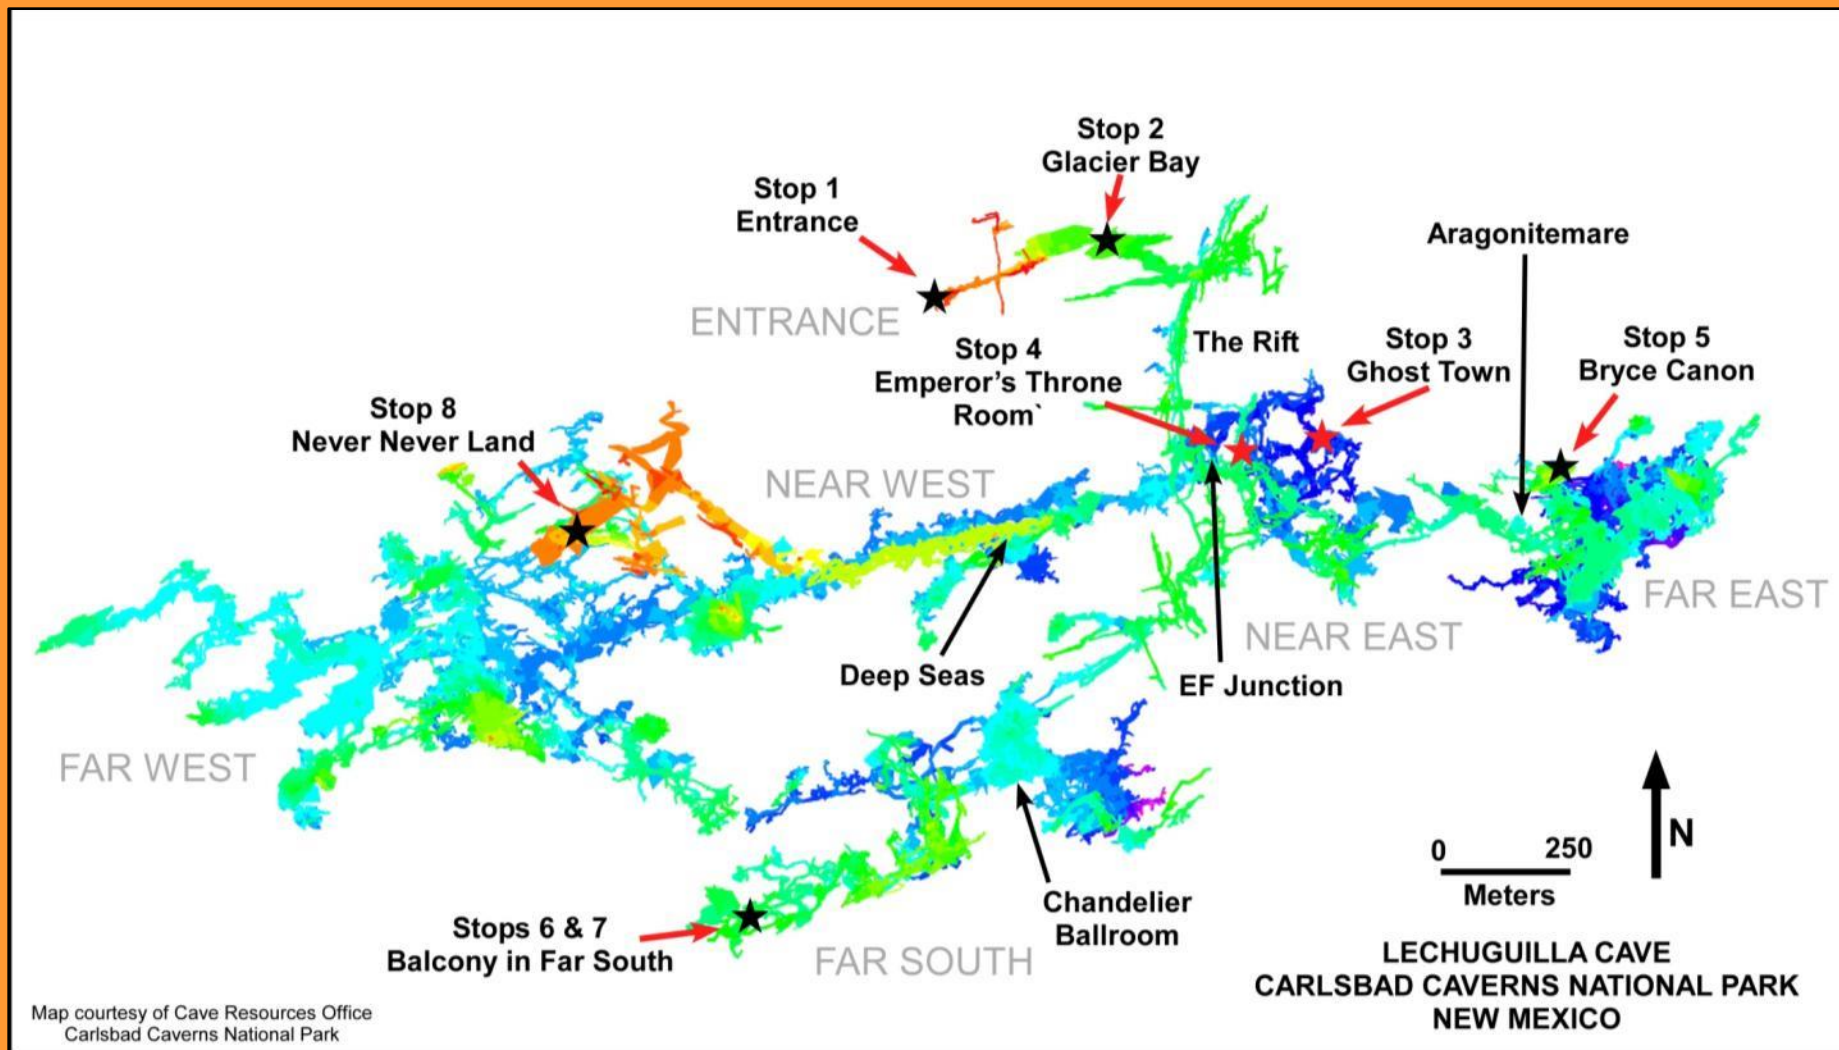 Stop 2
Glacier Bay
Stop 1
Entrance
Aragonitemare
ENTRANCE
The Rift
Stop 4
Emperor's Throne
Room`
Stop 3
Ghost Town
Stop 5
Bryce Canon
Stop 8
Never Never Land
NEAR WEST
FAR EAST
NEAR EAST
Deep Seas
EF Junction
FAR WEST
N
0 250
Meters
Chandelier
Ballroom
Stops 6 & 7
Balcony in Far South
FAR SOUTH
LECHUGUILLA CAVE
CARLSBAD CAVERNS NATIONAL PARK
NEW MEXICO
Map courtesy of Cave Resources Office
Carlsbad Caverns National Park